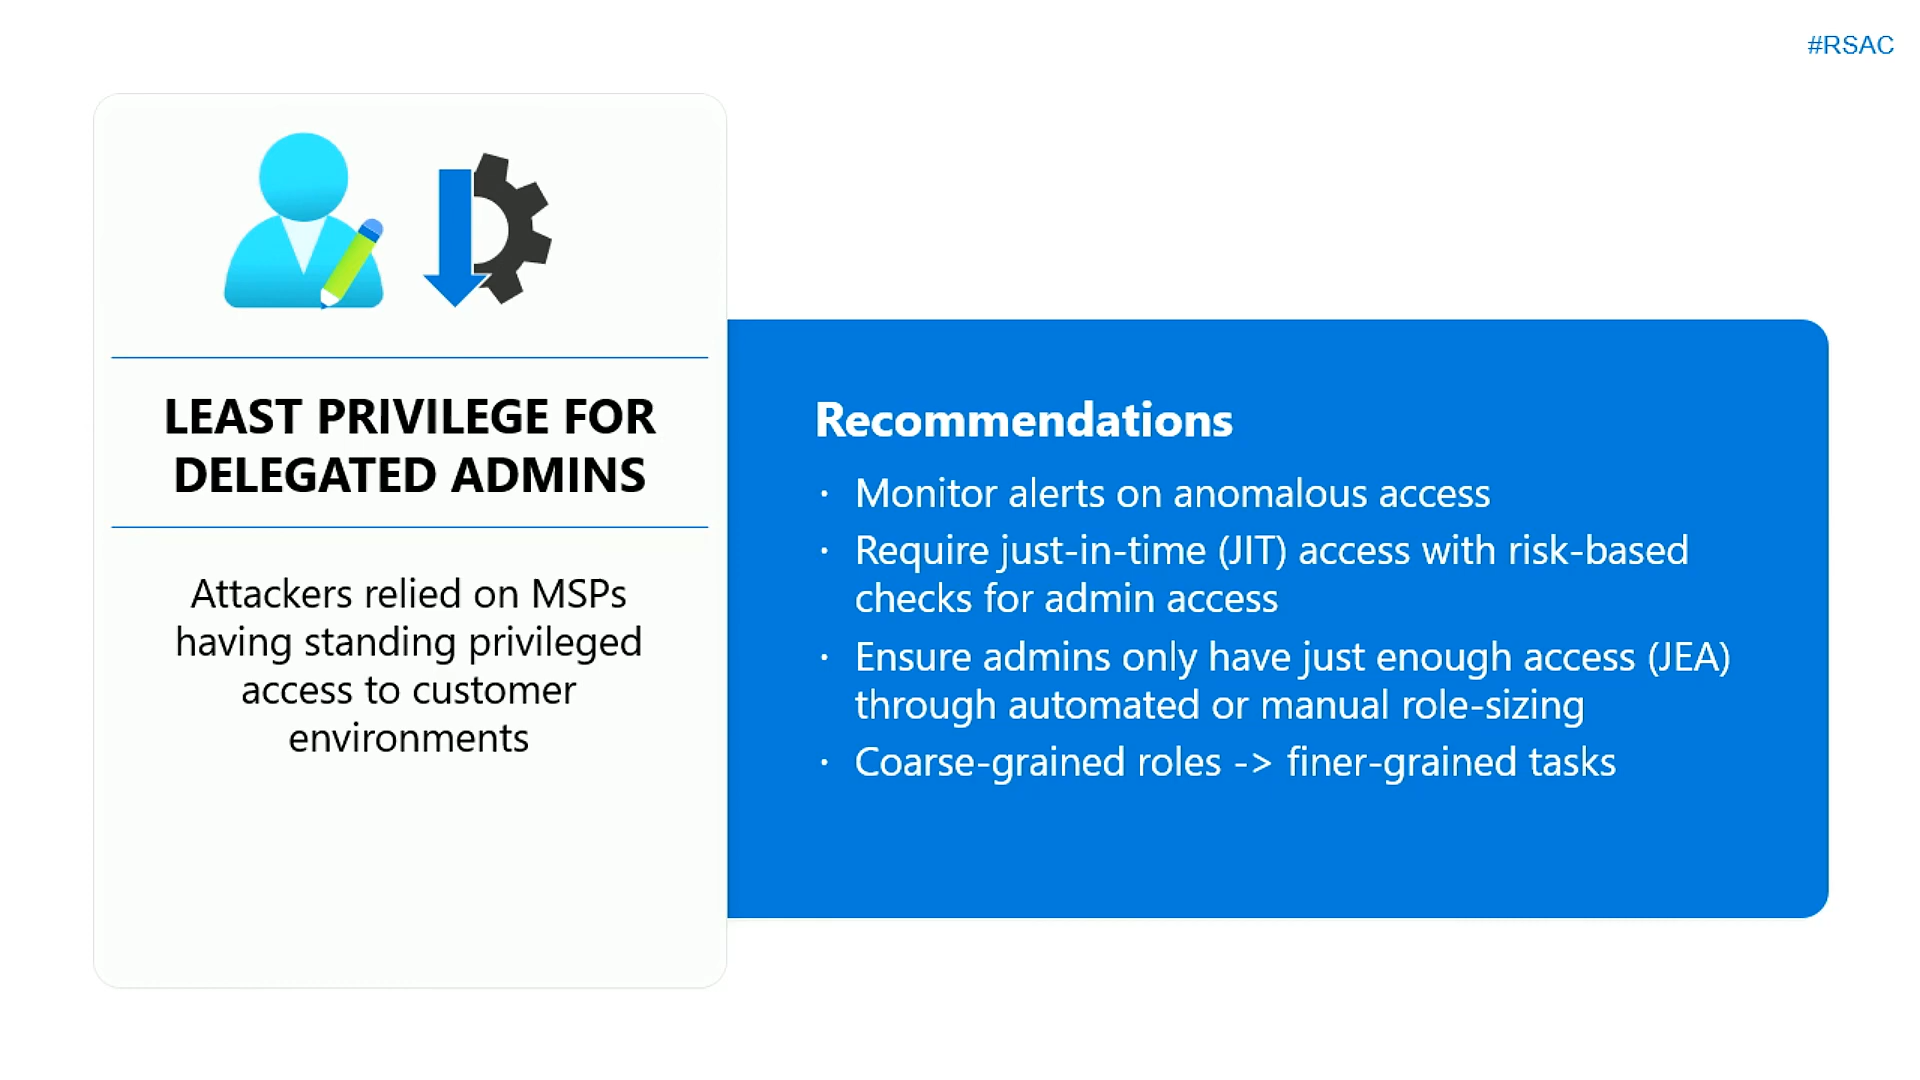 #RSAC
LEAST PRIVILEGE FOR
DELEGATED ADMINS
Attackers relied on MSPs
having standing privileged
access to customer
environments
Recommendations
· Monitor alerts on anomalous access
· Require just-in-time (JIT) access with risk-based
checks for admin access
· Ensure admins only have just enough access (JEA)
through automated or manual role-sizing
· Coarse-grained roles -> finer-grained tasks